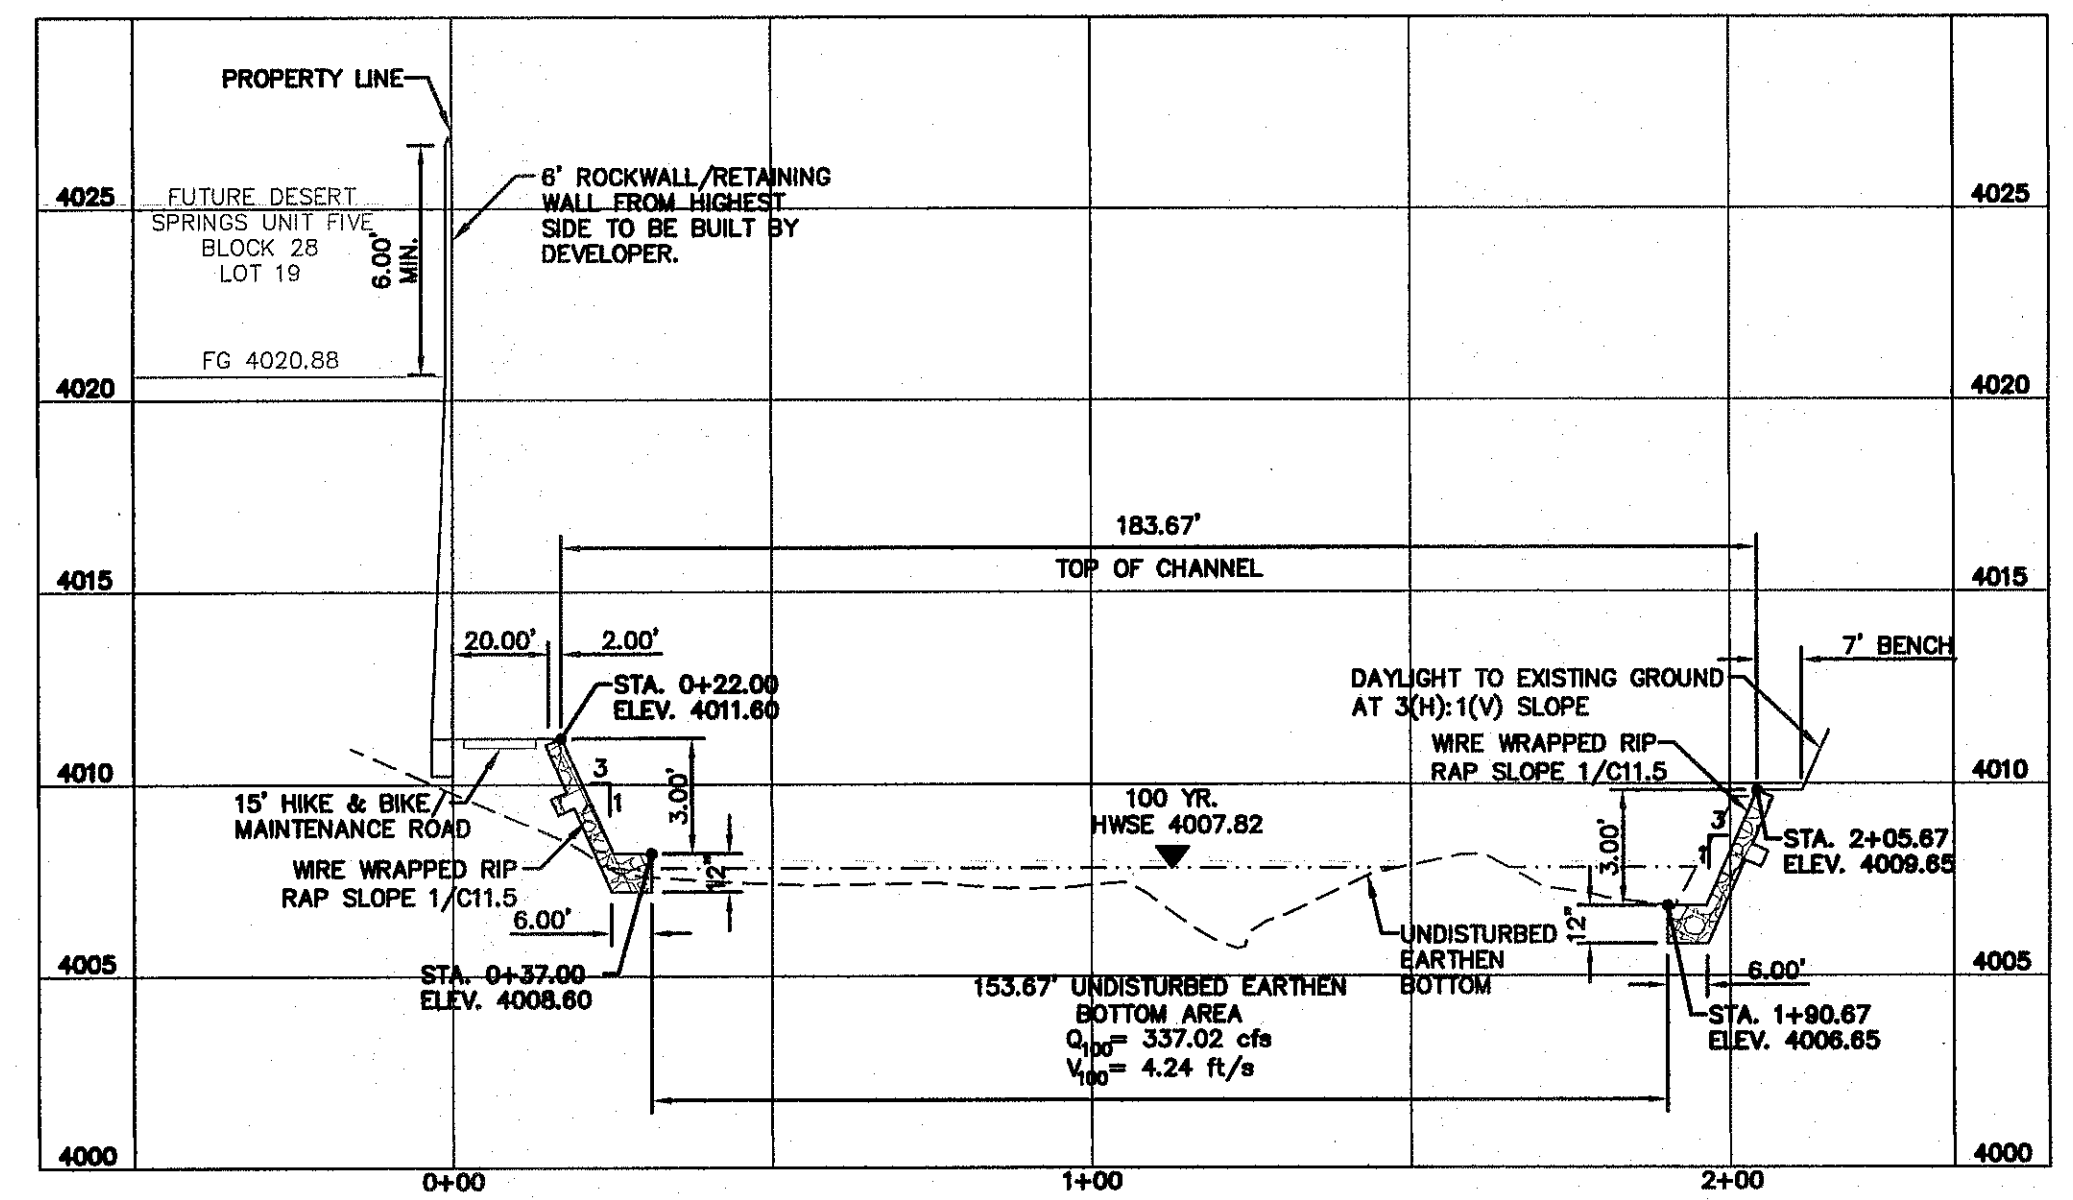 PROPERTY LINE
6' ROCKWALL/RETAINING
WALL FROM HIGHEST
SIDE TO BE BUILT BY
DEVELOPER.
4025
FUTURE DESERT
SPRINGS UNIT FIVE
BLOCK 28
LOT 19
6.00'
MIN.
4025
FG 4020.88
4020
4020
183.67'
TOP OF CHANNEL
4015
4015
20.00'
2.00'
7' BENCH
STA. 0+22.00
ELEV. 4011.60
DAYLIGHT TO EXISTING GROUND
AT 3(H):1(V) SLOPE
3
1
3.00'
WIRE WRAPPED RIP
RAP SLOPE 1/C11.5
4010
4010
15' HIKE & BIKE/
MAINTENANCE ROAD
100 YR.
HWSE 4007.82
3.00'
3
1
STA. 2+05.67
ELEV. 4009.65
WIRE WRAPPED RIP
RAP SLOPE 1/C11.5
12"
6.00'
12"
UNDISTURBED
EARTHEN
BOTTOM
4005
STA. 0+37.00
ELEV. 4008.60
153.67' UNDISTURBED EARTHEN
BOTTOM AREA
Q100= 337.02 cfs
V100= 4.24 ft/s
6.00'
4005
STA. 1+90.67
ELEV. 4006.65
4000
4000
0+00
1+00
2+00